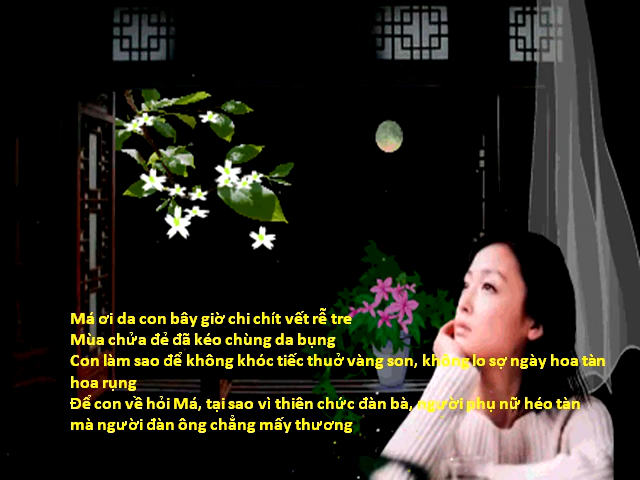 Má ơi da con bây giờ chi chít vết rễ tre
Mùa chửa đẻ đã kéo chùng da bụng
Con làm sao để không khóc tiếc thuở vàng son, không lo sợ ngày hoa tàn
hoa rụng
Để con về hỏi Má, tại sao vì thiên chức đàn bà, người phụ nữ héo tàn
mà người đàn ông chẳng mấy thương